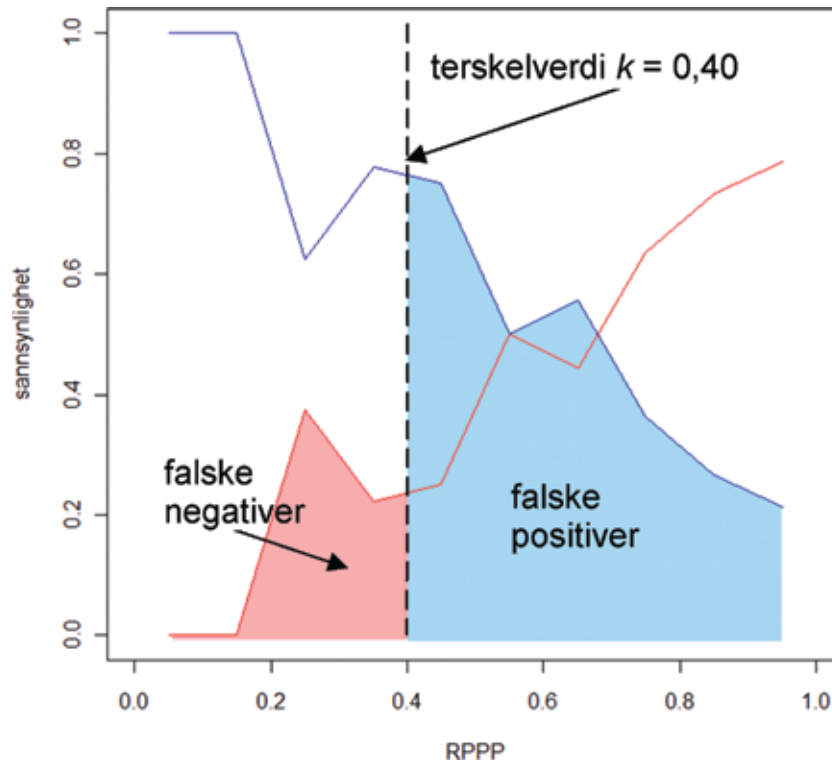 terskelverdi k = 0,40
1.0
0.8
0.6
0.4
0.2
0.0
sannsynlighet
falske
negativer
falske
positiver
0.0 0.2 0.4 0.6 0.8 1.0
RPPP